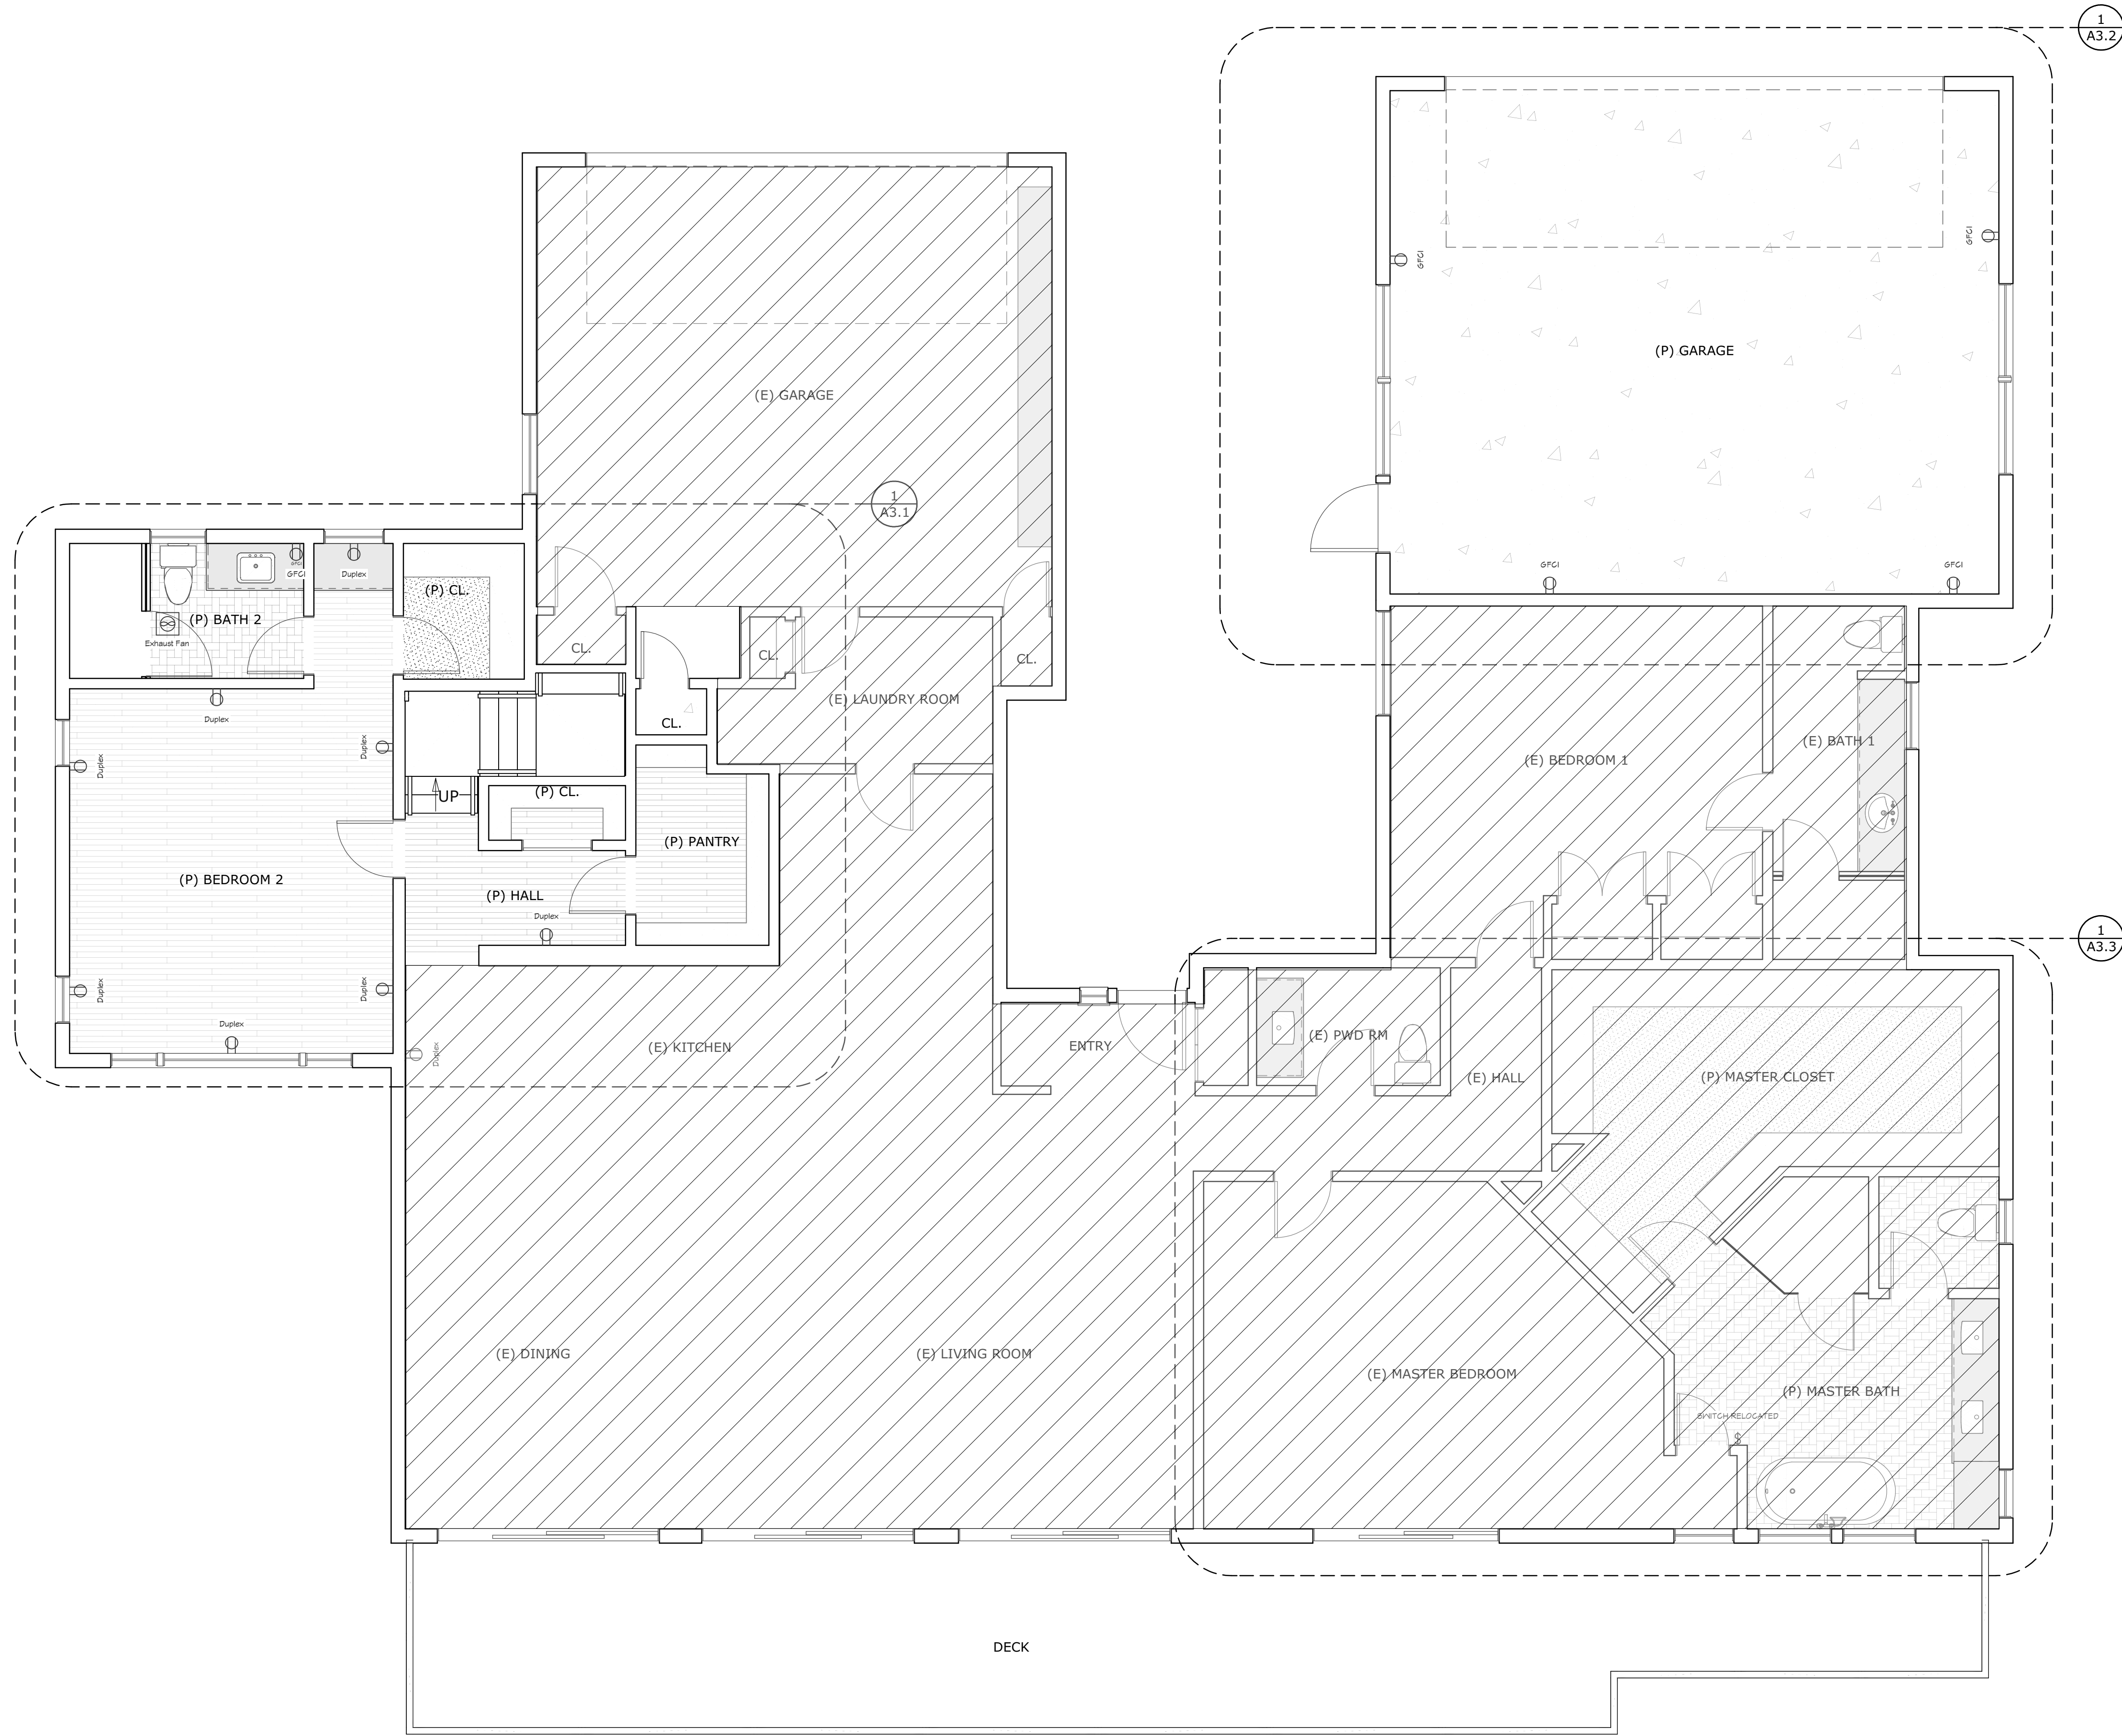 1
A3.2
GFCI
GFCI
(P) GARAGE
(E) GARAGE
1
A3.1
GFCI
GFCI
GFCI
GFCI
Duplex
(P) CL.
(P) BATH 2
Exhaust Fan
CL.
CL.
CL.
(E) LAUNDRY ROOM
Duplex
CL.
Duplex
Duplex
(E) BATH 1
(E) BEDROOM 1
UP
(P) CL.
(P) PANTRY
(P) BEDROOM 2
(P) HALL
Duplex
1
A3.3
Duplex
Duplex
Duplex
Duplex
(E) KITCHEN
ENTRY
(E) PWD RM
(E) HALL
(P) MASTER CLOSET
(E) DINING
(E) LIVING ROOM
(E) MASTER BEDROOM
(P) MASTER BATH
SWITCH RELOCATED
$
DECK